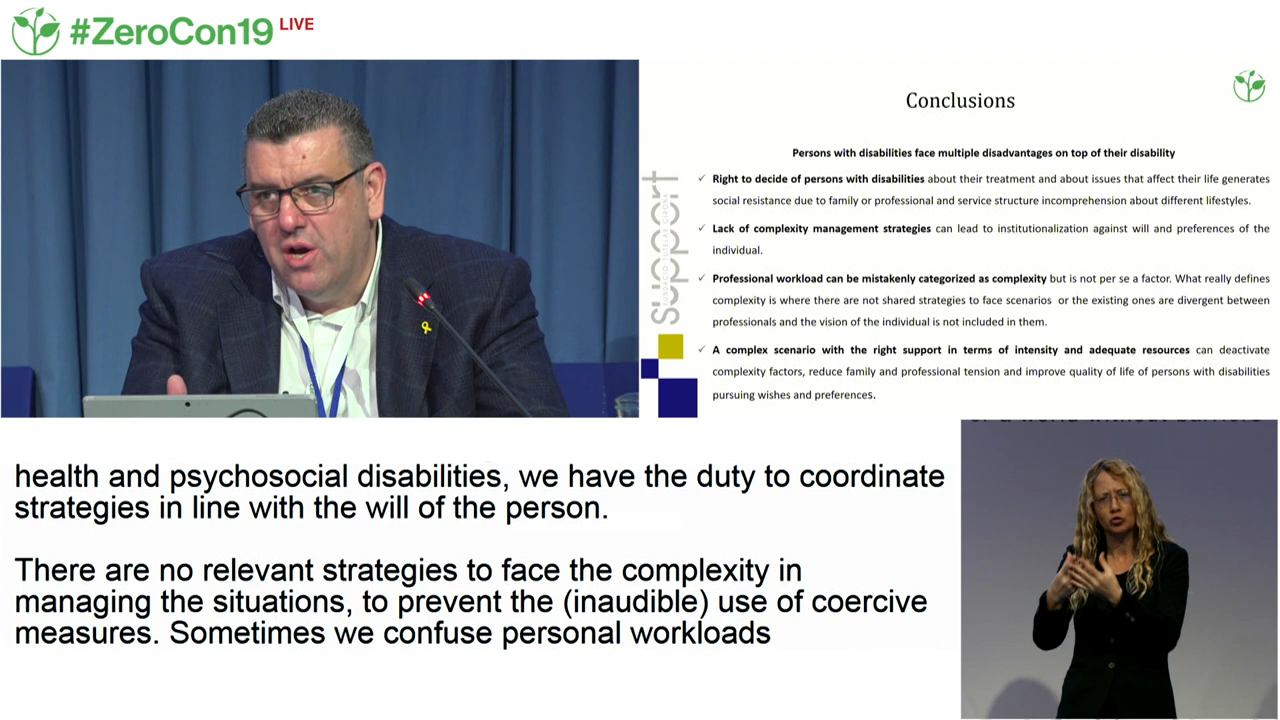 #ZeroCon19 LIVE
Conclusions
Persons with disabilities face multiple disadvantages on top of their disability
✓ Right to decide of persons with disabilities about their treatment and about issues that affect their life generates
social resistance due to family or professional and service structure incomprehension about different lifestyles.
✓ Lack of complexity management strategies can lead to institutionalization against will and preferences of the
individual.
✓ Professional workload can be mistakenly categorized as complexity but is not per se a factor. What really defines
complexity is where there are not shared strategies to face scenarios or the existing ones are divergent between
professionals and the vision of the individual is not included in them.
✓ A complex scenario with the right support in terms of intensity and adequate resources can deactivate
complexity factors, reduce family and professional tension and improve quality of life of persons with disabilities
pursuing wishes and preferences.
support
FUNDACIÓ TUTELAR GIRONA
health and psychosocial disabilities, we have the duty to coordinate
strategies in line with the will of the person.
There are no relevant strategies to face the complexity in
managing the situations, to prevent the (inaudible) use of coercive
measures. Sometimes we confuse personal workloads